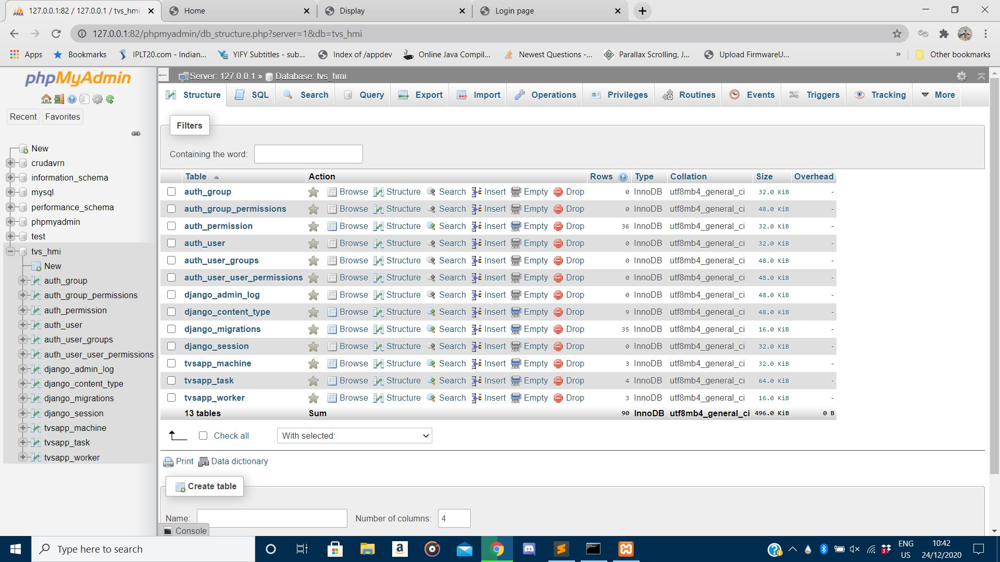 127.0.0.1:82 / 127.0.0.1 / tvs_hmi
Home
Display
Login page
127.0.0.1:82/phpmyadmin/db_structure.php?server=1&db=tvs_hmi
Apps Bookmarks IPLT20.com - Indian... YIFY Subtitles - sub... Index of /appdev Online Java Compil... Newest Questions -... Parallax Scrolling, J... Upload FirmwareU... » Other bookmarks
phpMyAdmin
Recent Favorites
New
crudavrn
information_schema
mysql
performance_schema
phpmyadmin
test
tvs_hmi
New
auth_group
auth_group_permissions
auth_permission
auth_user
auth_user_groups
auth_user_user_permissions
django_admin_log
django_content_type
django_migrations
django_session
tvsapp_machine
tvsapp_task
tvsapp_worker
Server: 127.0.0.1 » Database: tvs_hmi
Structure SQL Search Query Export Import Operations Privileges Routines Events Triggers Tracking More
Filters
Containing the word:
Table Action Rows Type Collation Size Overhead
auth_group Browse Structure Search Insert Empty Drop 0 InnoDB utf8mb4_general_ci 32.0 KiB -
auth_group_permissions Browse Structure Search Insert Empty Drop 0 InnoDB utf8mb4_general_ci 48.0 KiB -
auth_permission Browse Structure Search Insert Empty Drop 36 InnoDB utf8mb4_general_ci 32.0 KiB -
auth_user Browse Structure Search Insert Empty Drop 0 InnoDB utf8mb4_general_ci 32.0 KiB -
auth_user_groups Browse Structure Search Insert Empty Drop 0 InnoDB utf8mb4_general_ci 48.0 KiB -
auth_user_user_permissions Browse Structure Search Insert Empty Drop 0 InnoDB utf8mb4_general_ci 48.0 KiB -
django_admin_log Browse Structure Search Insert Empty Drop 0 InnoDB utf8mb4_general_ci 48.0 KiB -
django_content_type Browse Structure Search Insert Empty Drop 9 InnoDB utf8mb4_general_ci 48.0 KiB -
django_migrations Browse Structure Search Insert Empty Drop 35 InnoDB utf8mb4_general_ci 16.0 KiB -
django_session Browse Structure Search Insert Empty Drop 0 InnoDB utf8mb4_general_ci 32.0 KiB -
tvsapp_machine Browse Structure Search Insert Empty Drop 3 InnoDB utf8mb4_general_ci 32.0 KiB -
tvsapp_task Browse Structure Search Insert Empty Drop 4 InnoDB utf8mb4_general_ci 64.0 KiB -
tvsapp_worker Browse Structure Search Insert Empty Drop 3 InnoDB utf8mb4_general_ci 16.0 KiB -
13 tables Sum 90 InnoDB utf8mb4_general_ci 496.0 KiB 0 B
Check all With selected:
Print Data dictionary
Create table
Name: Number of columns: 4
Console
Type here to search
ENG
US
10:42
24/12/2020